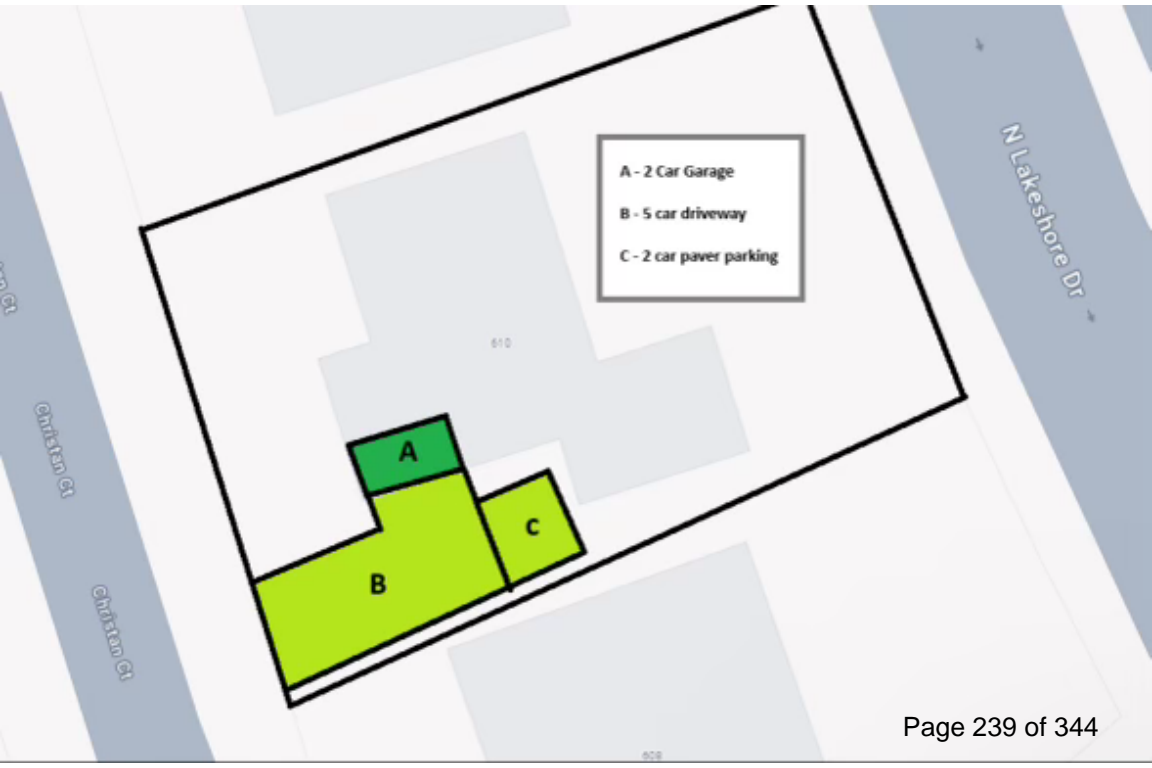 N Lakeshore Dr
A - 2 Car Garage
B - 5 car driveway
C - 2 car paver parking
610
Christan Ct
A
C
B
Christan Ct
Page 239 of 344
608